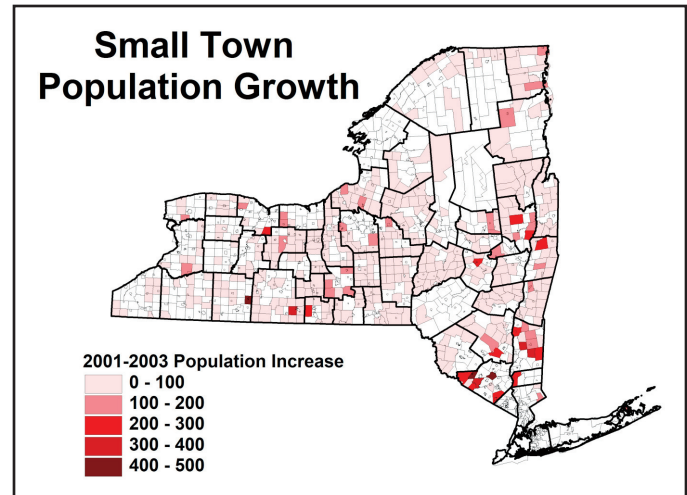 Small Town
Population Growth
2001-2003 Population Increase
0 - 100
100 - 200
200 - 300
300 - 400
400 - 500